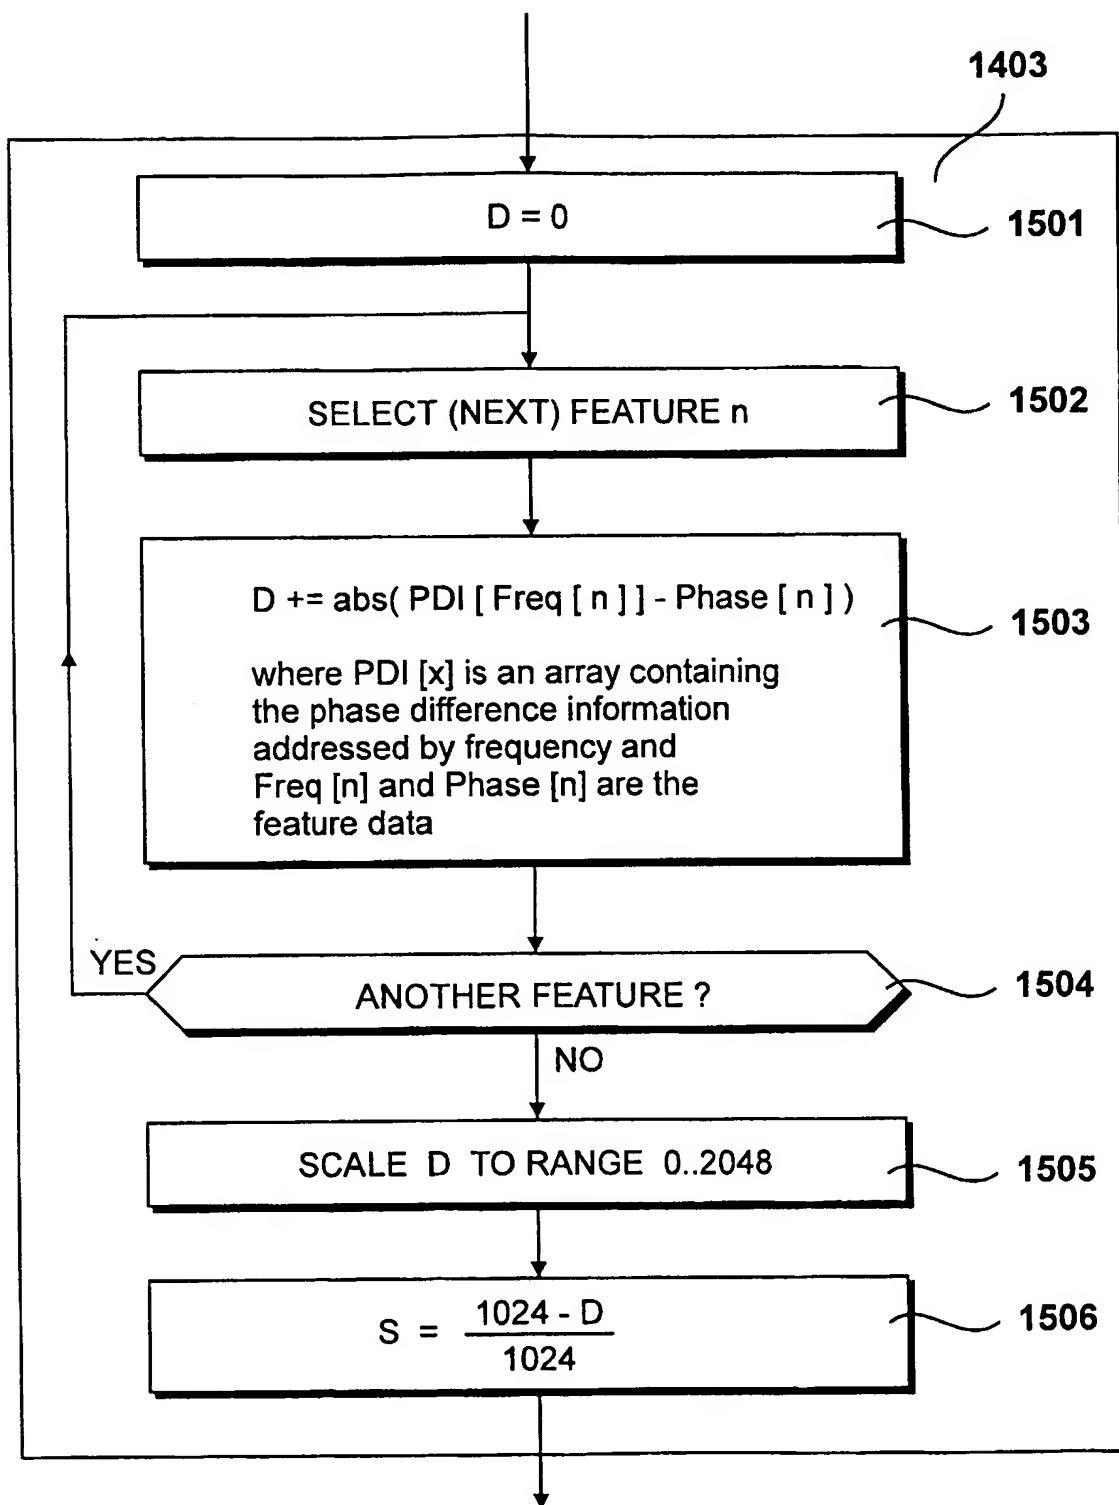 1403
D = 0
1501
SELECT (NEXT) FEATURE n
1502
D += abs( PDI [ Freq [ n ] ] - Phase [ n ] )
1503
where PDI [x] is an array containing
the phase difference information
addressed by frequency and
Freq [n] and Phase [n] are the
feature data
YES
ANOTHER FEATURE ?
1504
NO
SCALE D TO RANGE 0..2048
1505
S = 1024 - D
1024
1506